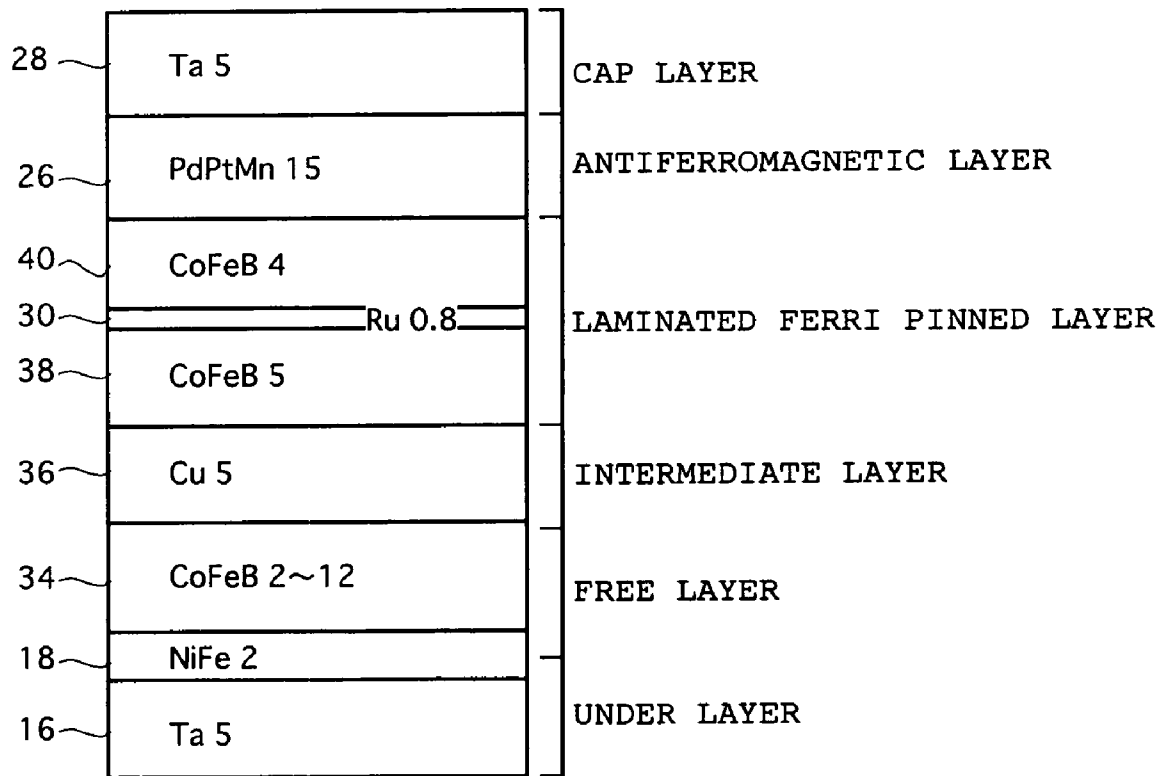 28 Ta 5 CAP LAYER
26 PdPtMn 15 ANTIFERROMAGNETIC LAYER
40 CoFeB 4
30 Ru 0.8 LAMINATED FERRI PINNED LAYER
38 CoFeB 5
36 Cu 5 INTERMEDIATE LAYER
34 CoFeB 2~12 FREE LAYER
18 NiFe 2
16 Ta 5 UNDER LAYER